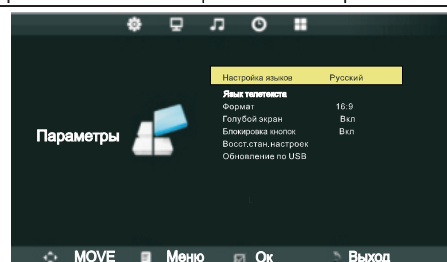 Настройка языков Русский
Язык телетекста
Формат 16:9
Голубой экран Вкл
Параметры
Блокировка кнопок Вкл
Восст.стан.настроек
Обновление по USB
MOVE Меню Ок Выход